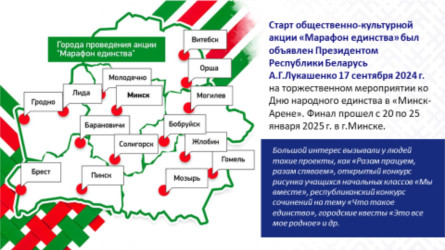 Города проведения акции
"Марафон единства"
Витебск
Орша
Молодечно
Минск
Могилев
Лида
Гродно
Барановичи
Бобруйск
Солигорск
Жлобин
Гомель
Брест
Пинск
Мозырь
Старт общественно-культурной
акции «Марафон единства» был
объявлен Президентом
Республики Беларусь
А.Г.Лукашенко 17 сентября 2024 г.
на торжественном мероприятии ко
Дню народного единства в «Минск-
Арене». Финал прошел с 20 по 25
января 2025 г. в г.Минске.
Большой интерес вызывали у людей
такие проекты, как «Разам працуем,
разам спяваем», открытый конкурс
рисунка учащихся начальных классов «Мы
вместе», республиканский конкурс
сочинений на тему «Что такое
единство», городские квесты «Это все
мое родное» и др.